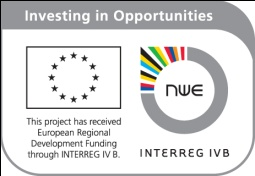 Investing in Opportunities
NWE
This project has received
European Regional
Development Funding
through INTERREG IV B.
INTERREG IVB